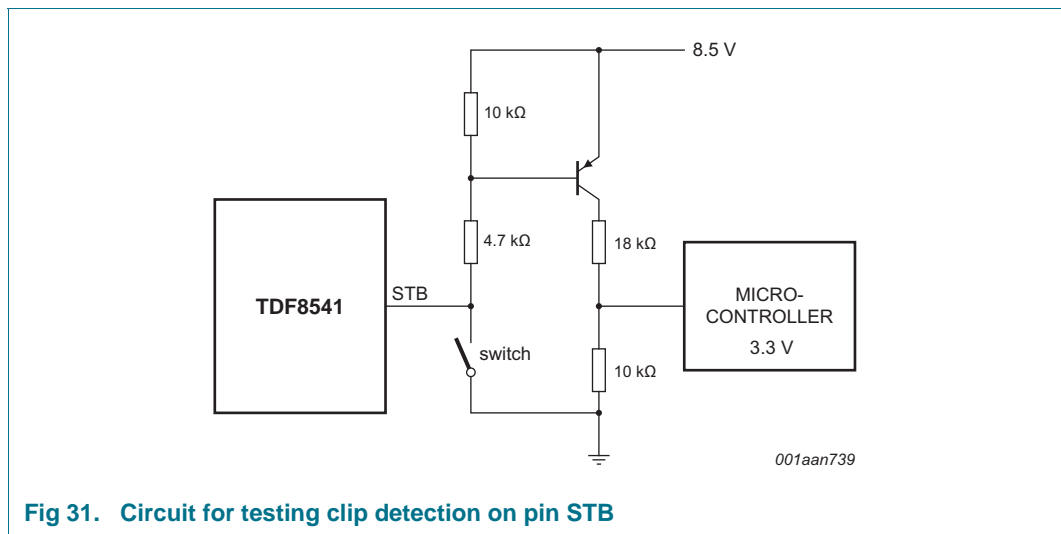 8.5 V
10 kΩ
4.7 kΩ
18 kΩ
TDF8541
STB
MICRO-
CONTROLLER
3.3 V
switch
10 kΩ
001aan739
Fig 31. Circuit for testing clip detection on pin STB